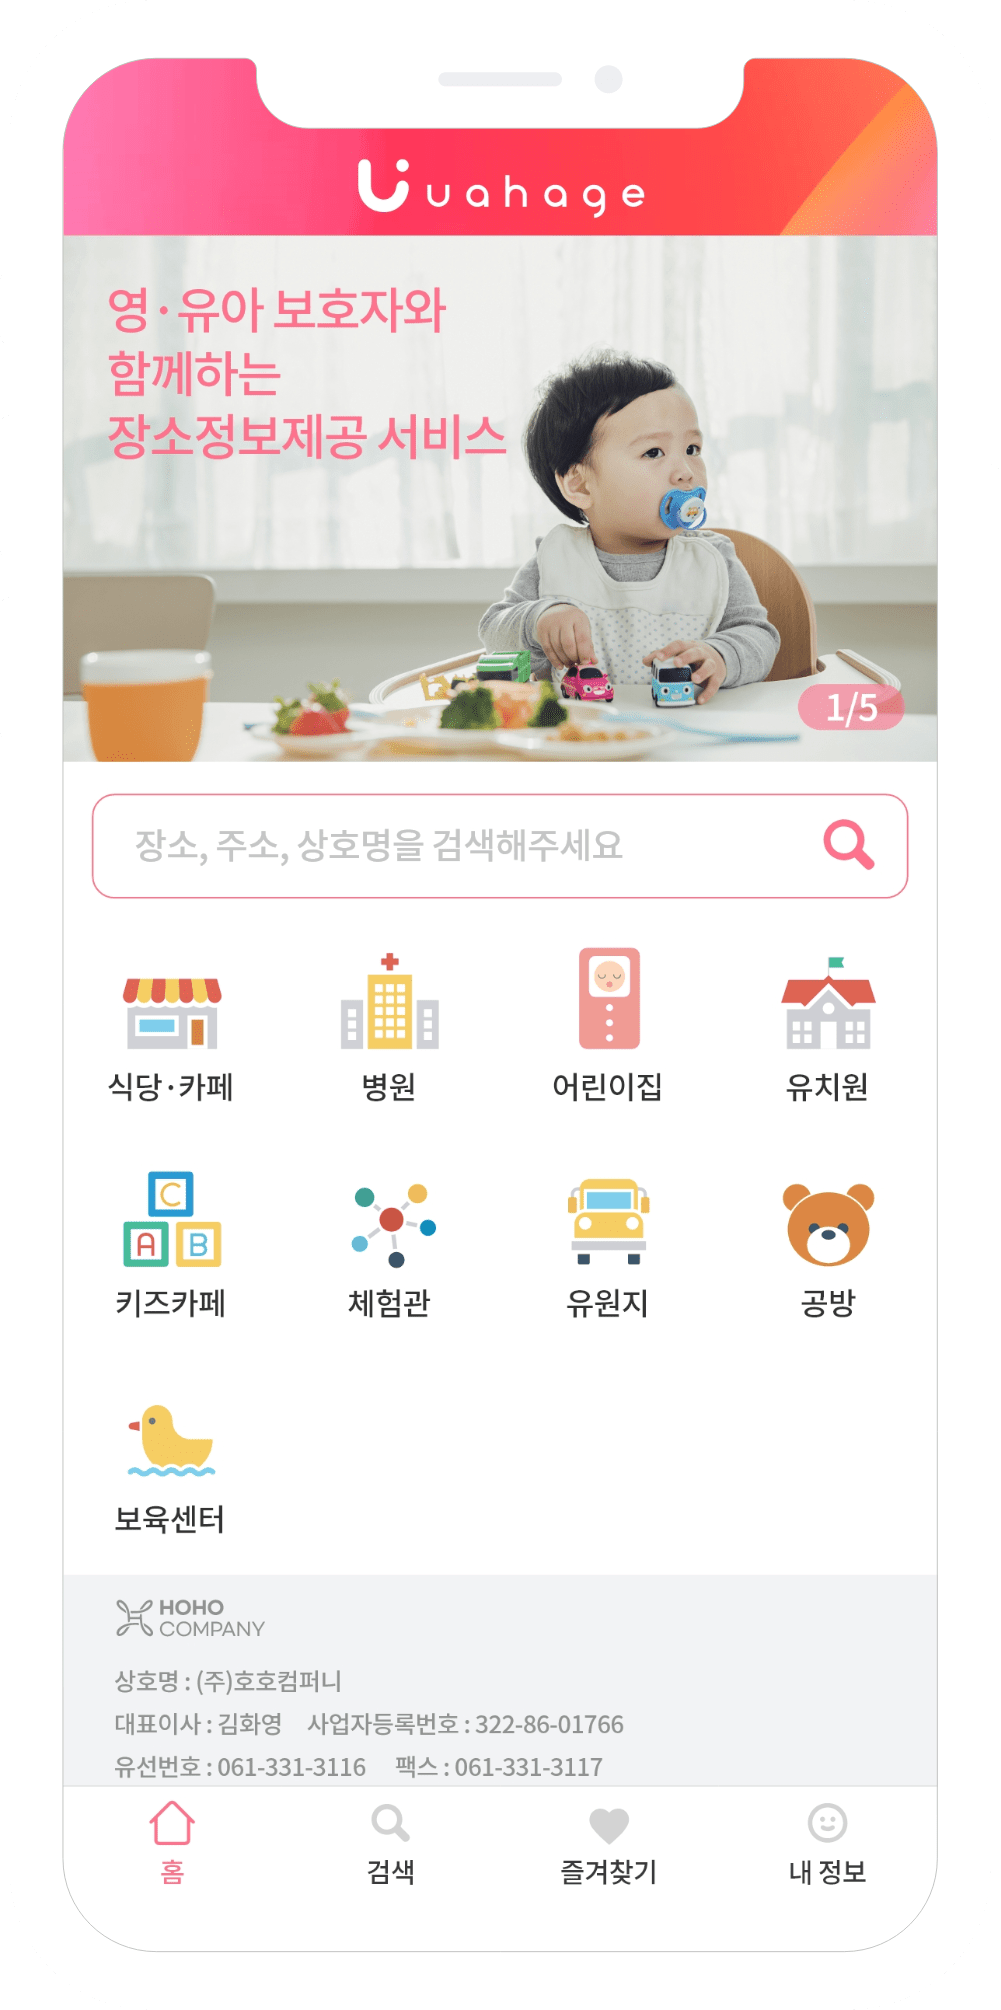 uahage
영·유아 보호자와
함께하는
장소정보제공 서비스
1/5
장소, 주소, 상호명을 검색해주세요
식당·카페 병원 어린이집 유치원
C
A B
키즈카페 체험관 유원지 공방
보육센터
HOHO
COMPANY
상호명 : (주)호호컴퍼니
대표이사 : 김화영 사업자등록번호 : 322-86-01766
유선번호 : 061-331-3116 팩스 : 061-331-3117
홈 검색 즐겨찾기 내 정보